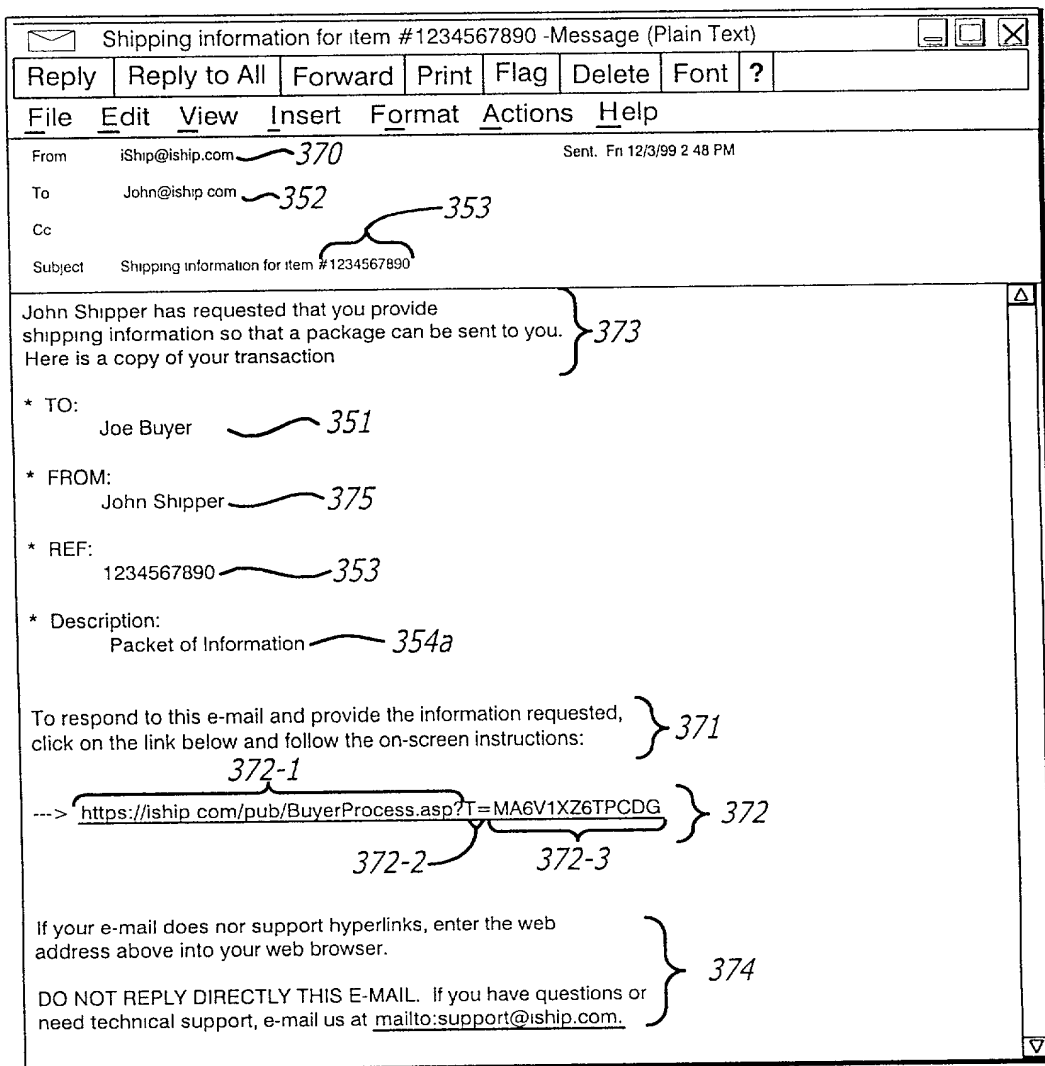 Shipping information for item #1234567890 -Message (Plain Text)
Reply Reply to All Forward Print Flag Delete Font ?
File Edit View Insert Format Actions Help
From iShip@iship.com 370 Sent. Fri 12/3/99 2 48 PM
To John@iship com 352
353
Cc
Subject Shipping information for item #1234567890
John Shipper has requested that you provide
shipping information so that a package can be sent to you.
Here is a copy of your transaction
373
* TO:
Joe Buyer 351
* FROM:
John Shipper 375
* REF:
1234567890 353
* Description:
Packet of Information 354a
To respond to this e-mail and provide the information requested,
click on the link below and follow the on-screen instructions:
371
372-1
---> https://iship com/pub/BuyerProcess.asp?T=MA6V1XZ6TPCDG 372
372-2 372-3
If your e-mail does nor support hyperlinks, enter the web
address above into your web browser.
374
DO NOT REPLY DIRECTLY THIS E-MAIL. If you have questions or
need technical support, e-mail us at mailto:support@iship.com.